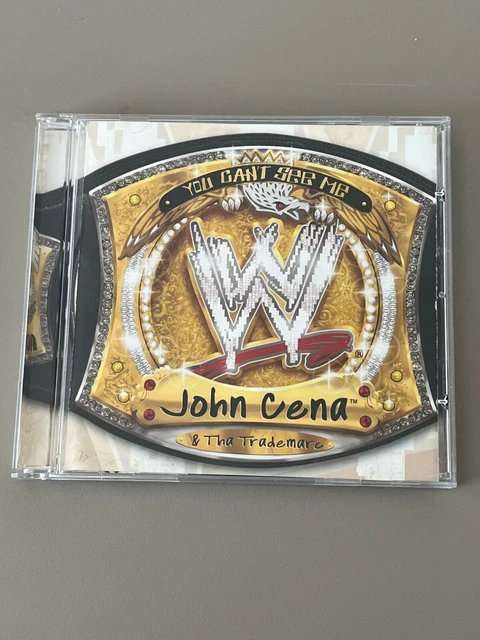 YOU CAN'T SEE ME
W
®
John Cena™
& Tha Trademarc